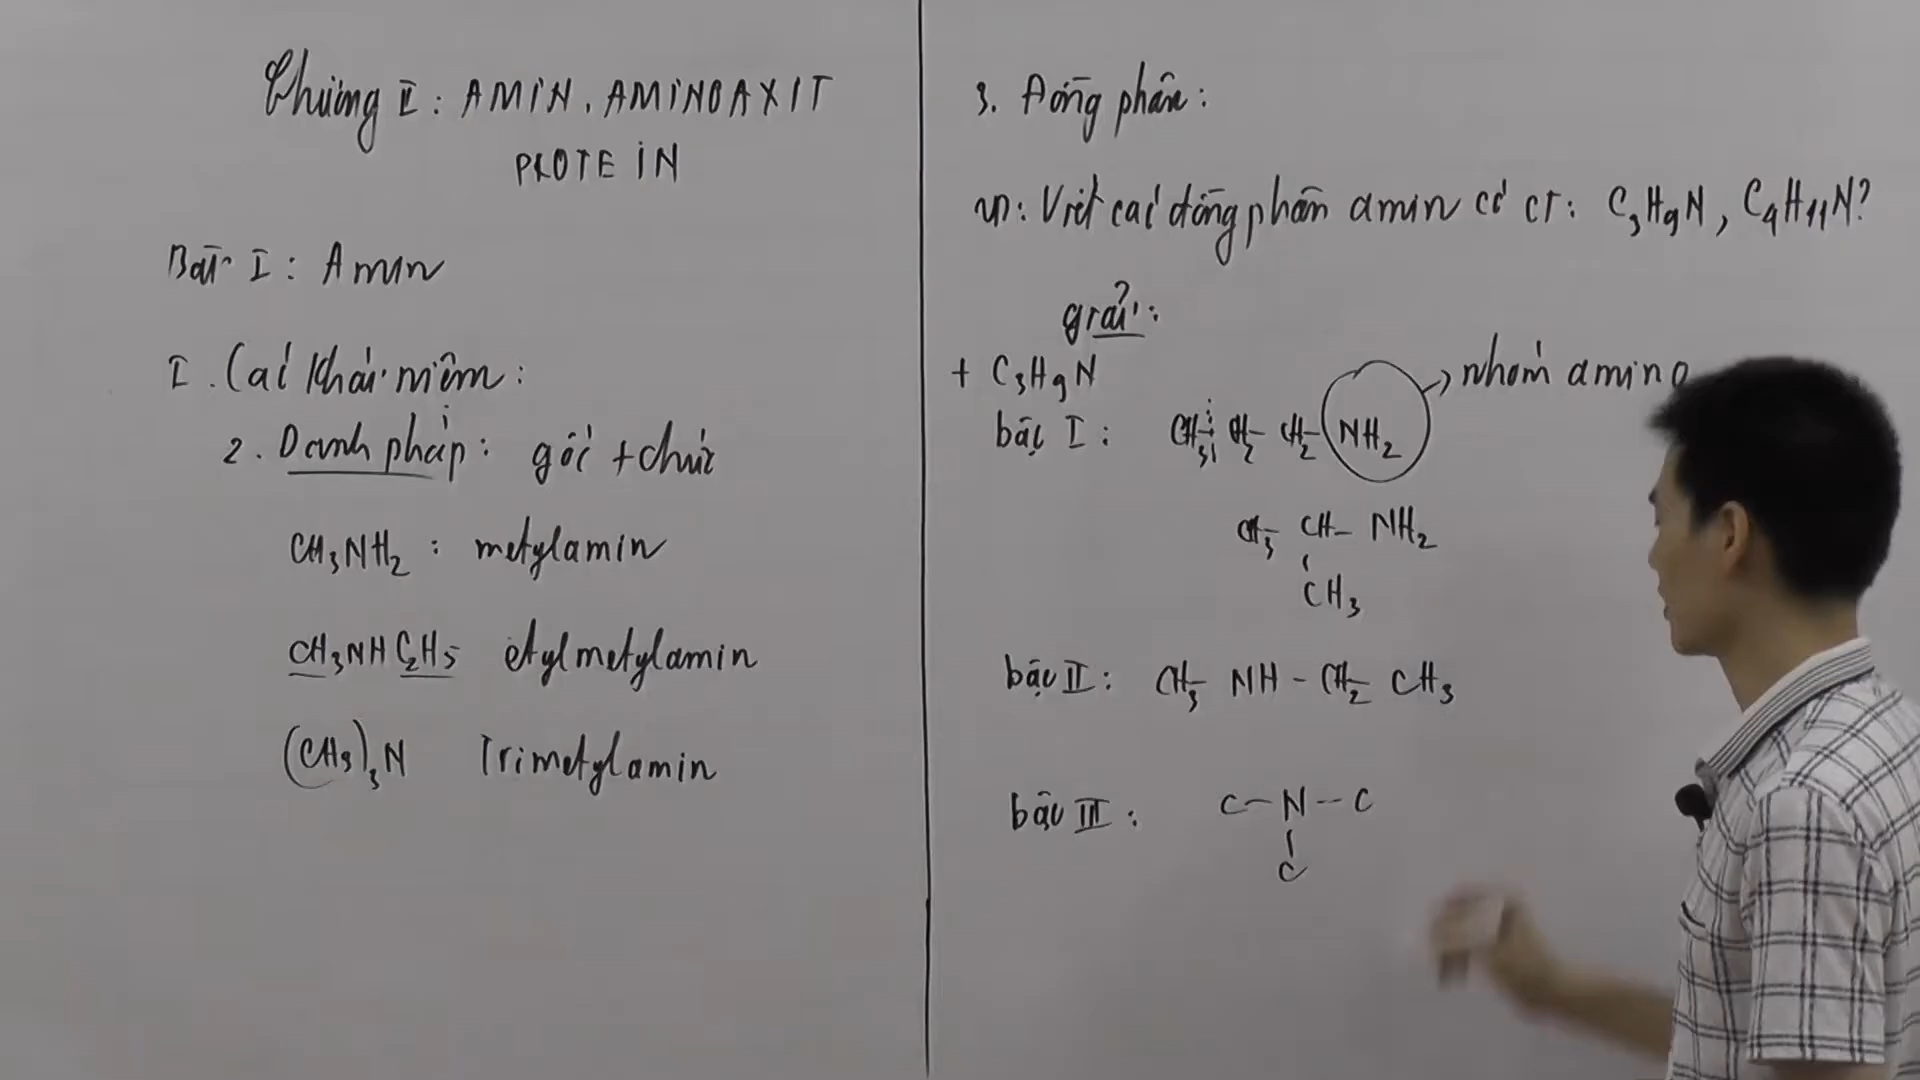 Chương II: AMIN, AMINOAXIT
PROTEIN
Bài I: Amin
I. Các khái niệm:
2. Danh pháp: gốc + chức
CH₃NH₂ : metylamin
CH₃NHC₂H₅ etylmetylamin
(CH₃)₃N Trimetylamin
3. Đồng phân:
VD: Viết các đồng phân amin có CT: C₃H₉N, C₄H₁₁N?
giải:
+ C₃H₉N
bậc I: CH₃-CH₂-CH₂-NH₂ → nhóm amino
CH₃-CH-NH₂
CH₃
bậc II: CH₃-NH-CH₂-CH₃
bậc III: C-N-C
C